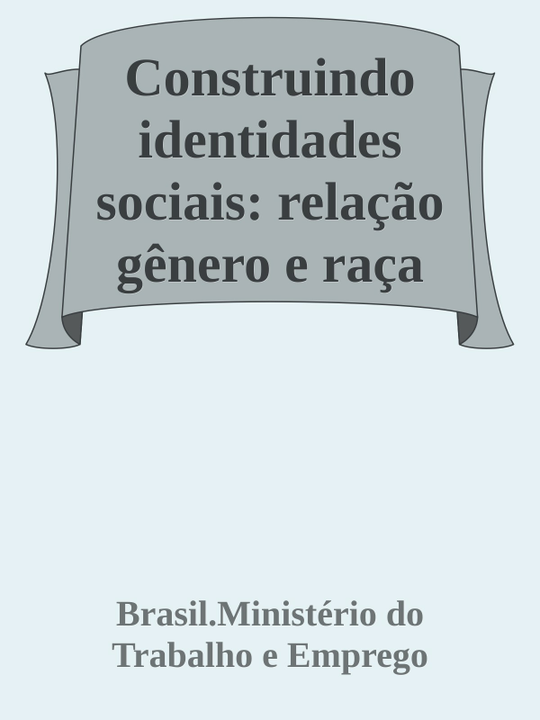 Construindo
identidades
sociais: relação
gênero e raça
Brasil.Ministério do
Trabalho e Emprego